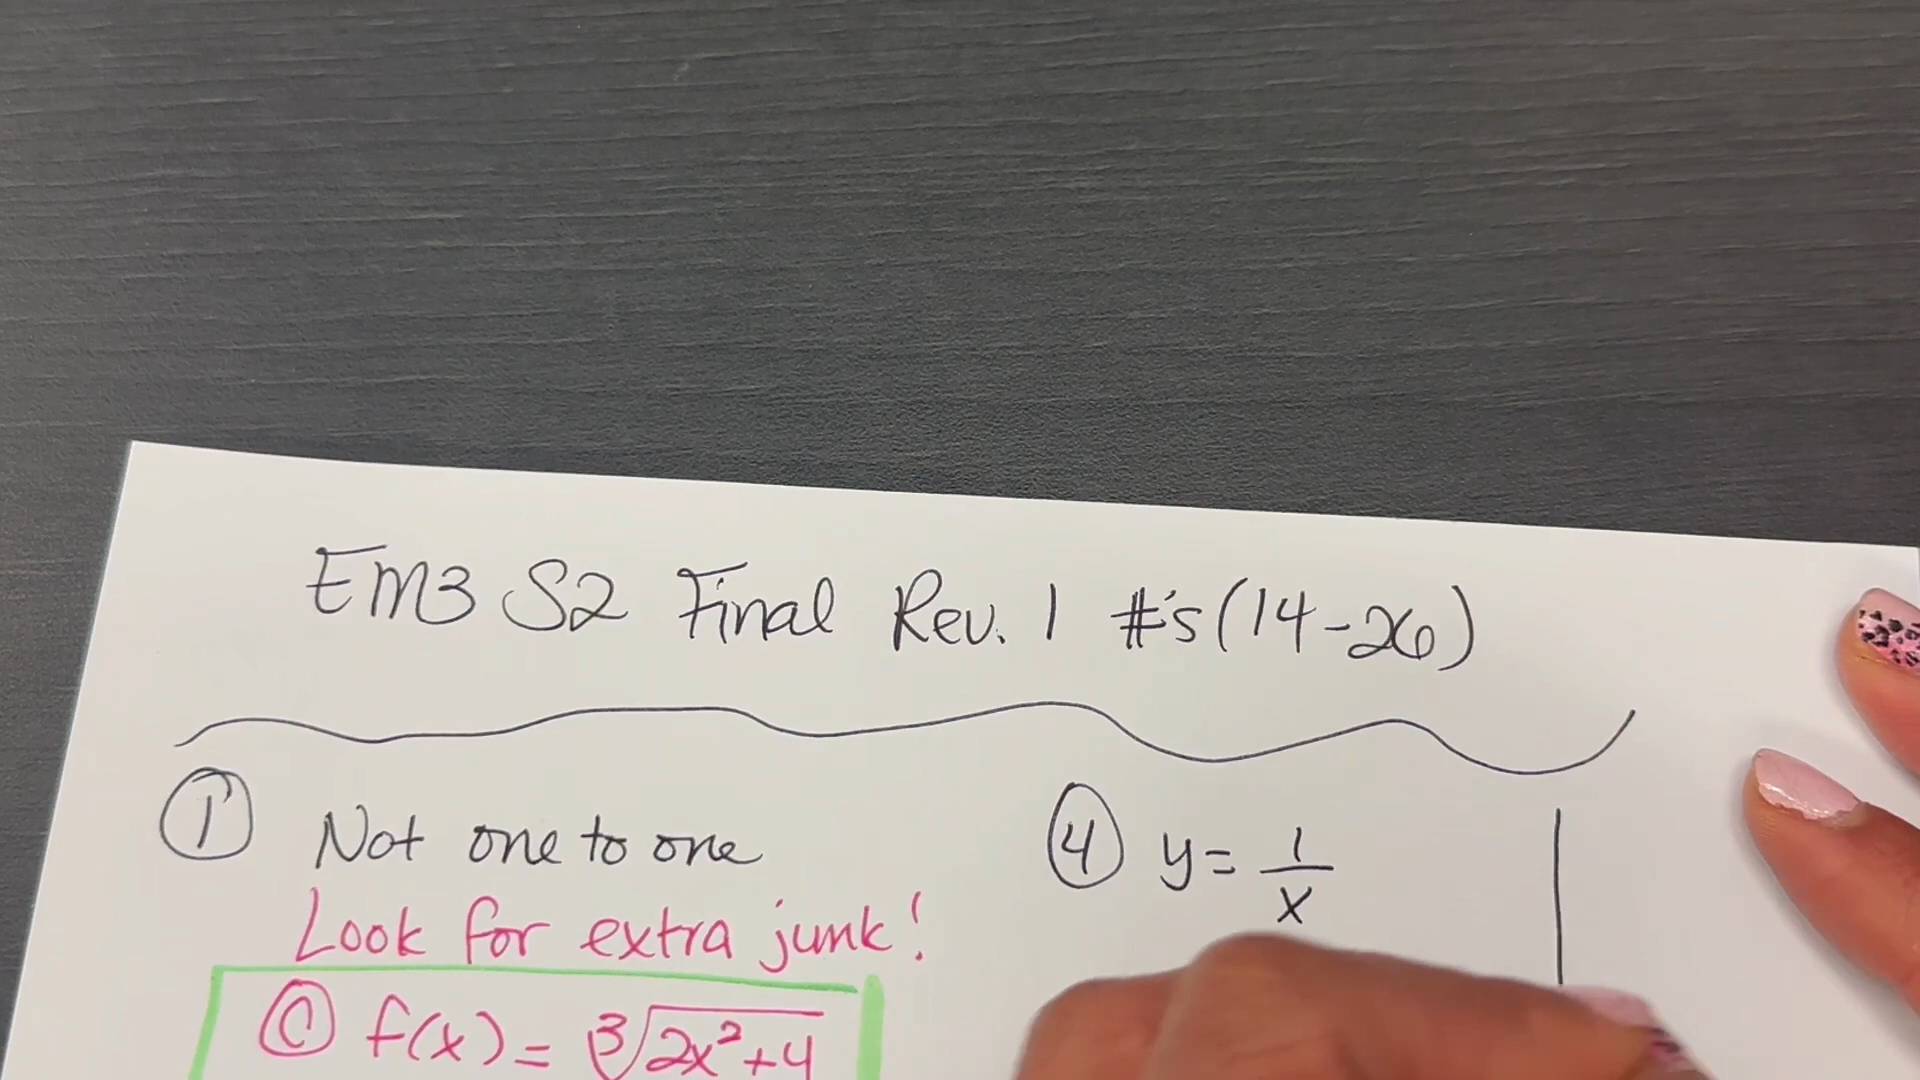 EM3 S2 Final Rev. 1 #'s (14-26)
① Not one to one
Look for extra junk!
Ⓒ f(x) = ∛(2x²+4
④ y = 1/x